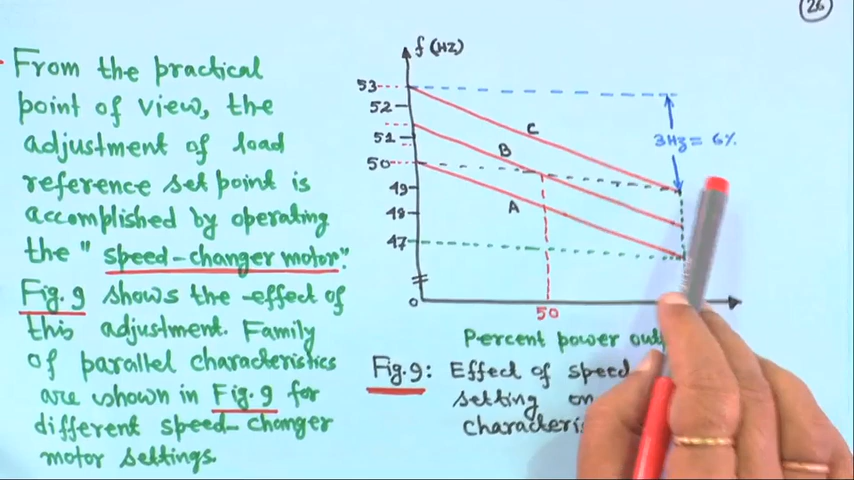 26
From the practical
point of view, the
adjustment of load
reference set point is
accomplished by operating
the "speed-changer motor".
Fig. 9 shows the effect of
this adjustment. Family
of parallel characteristics
are shown in Fig. 9 for
different speed-changer
motor settings.
f (Hz)
53
52
51
50
49
48
47
0
C
B
A
3Hz = 6%
50
Percent power
Fig. 9: Effect of speed
setting on